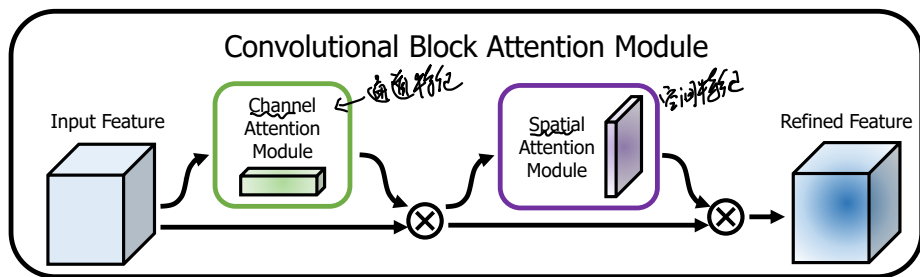 Convolutional Block Attention Module
Input Feature
Channel
Attention
Module
通道特征
Spatial
Attention
Module
空间特征
Refined Feature